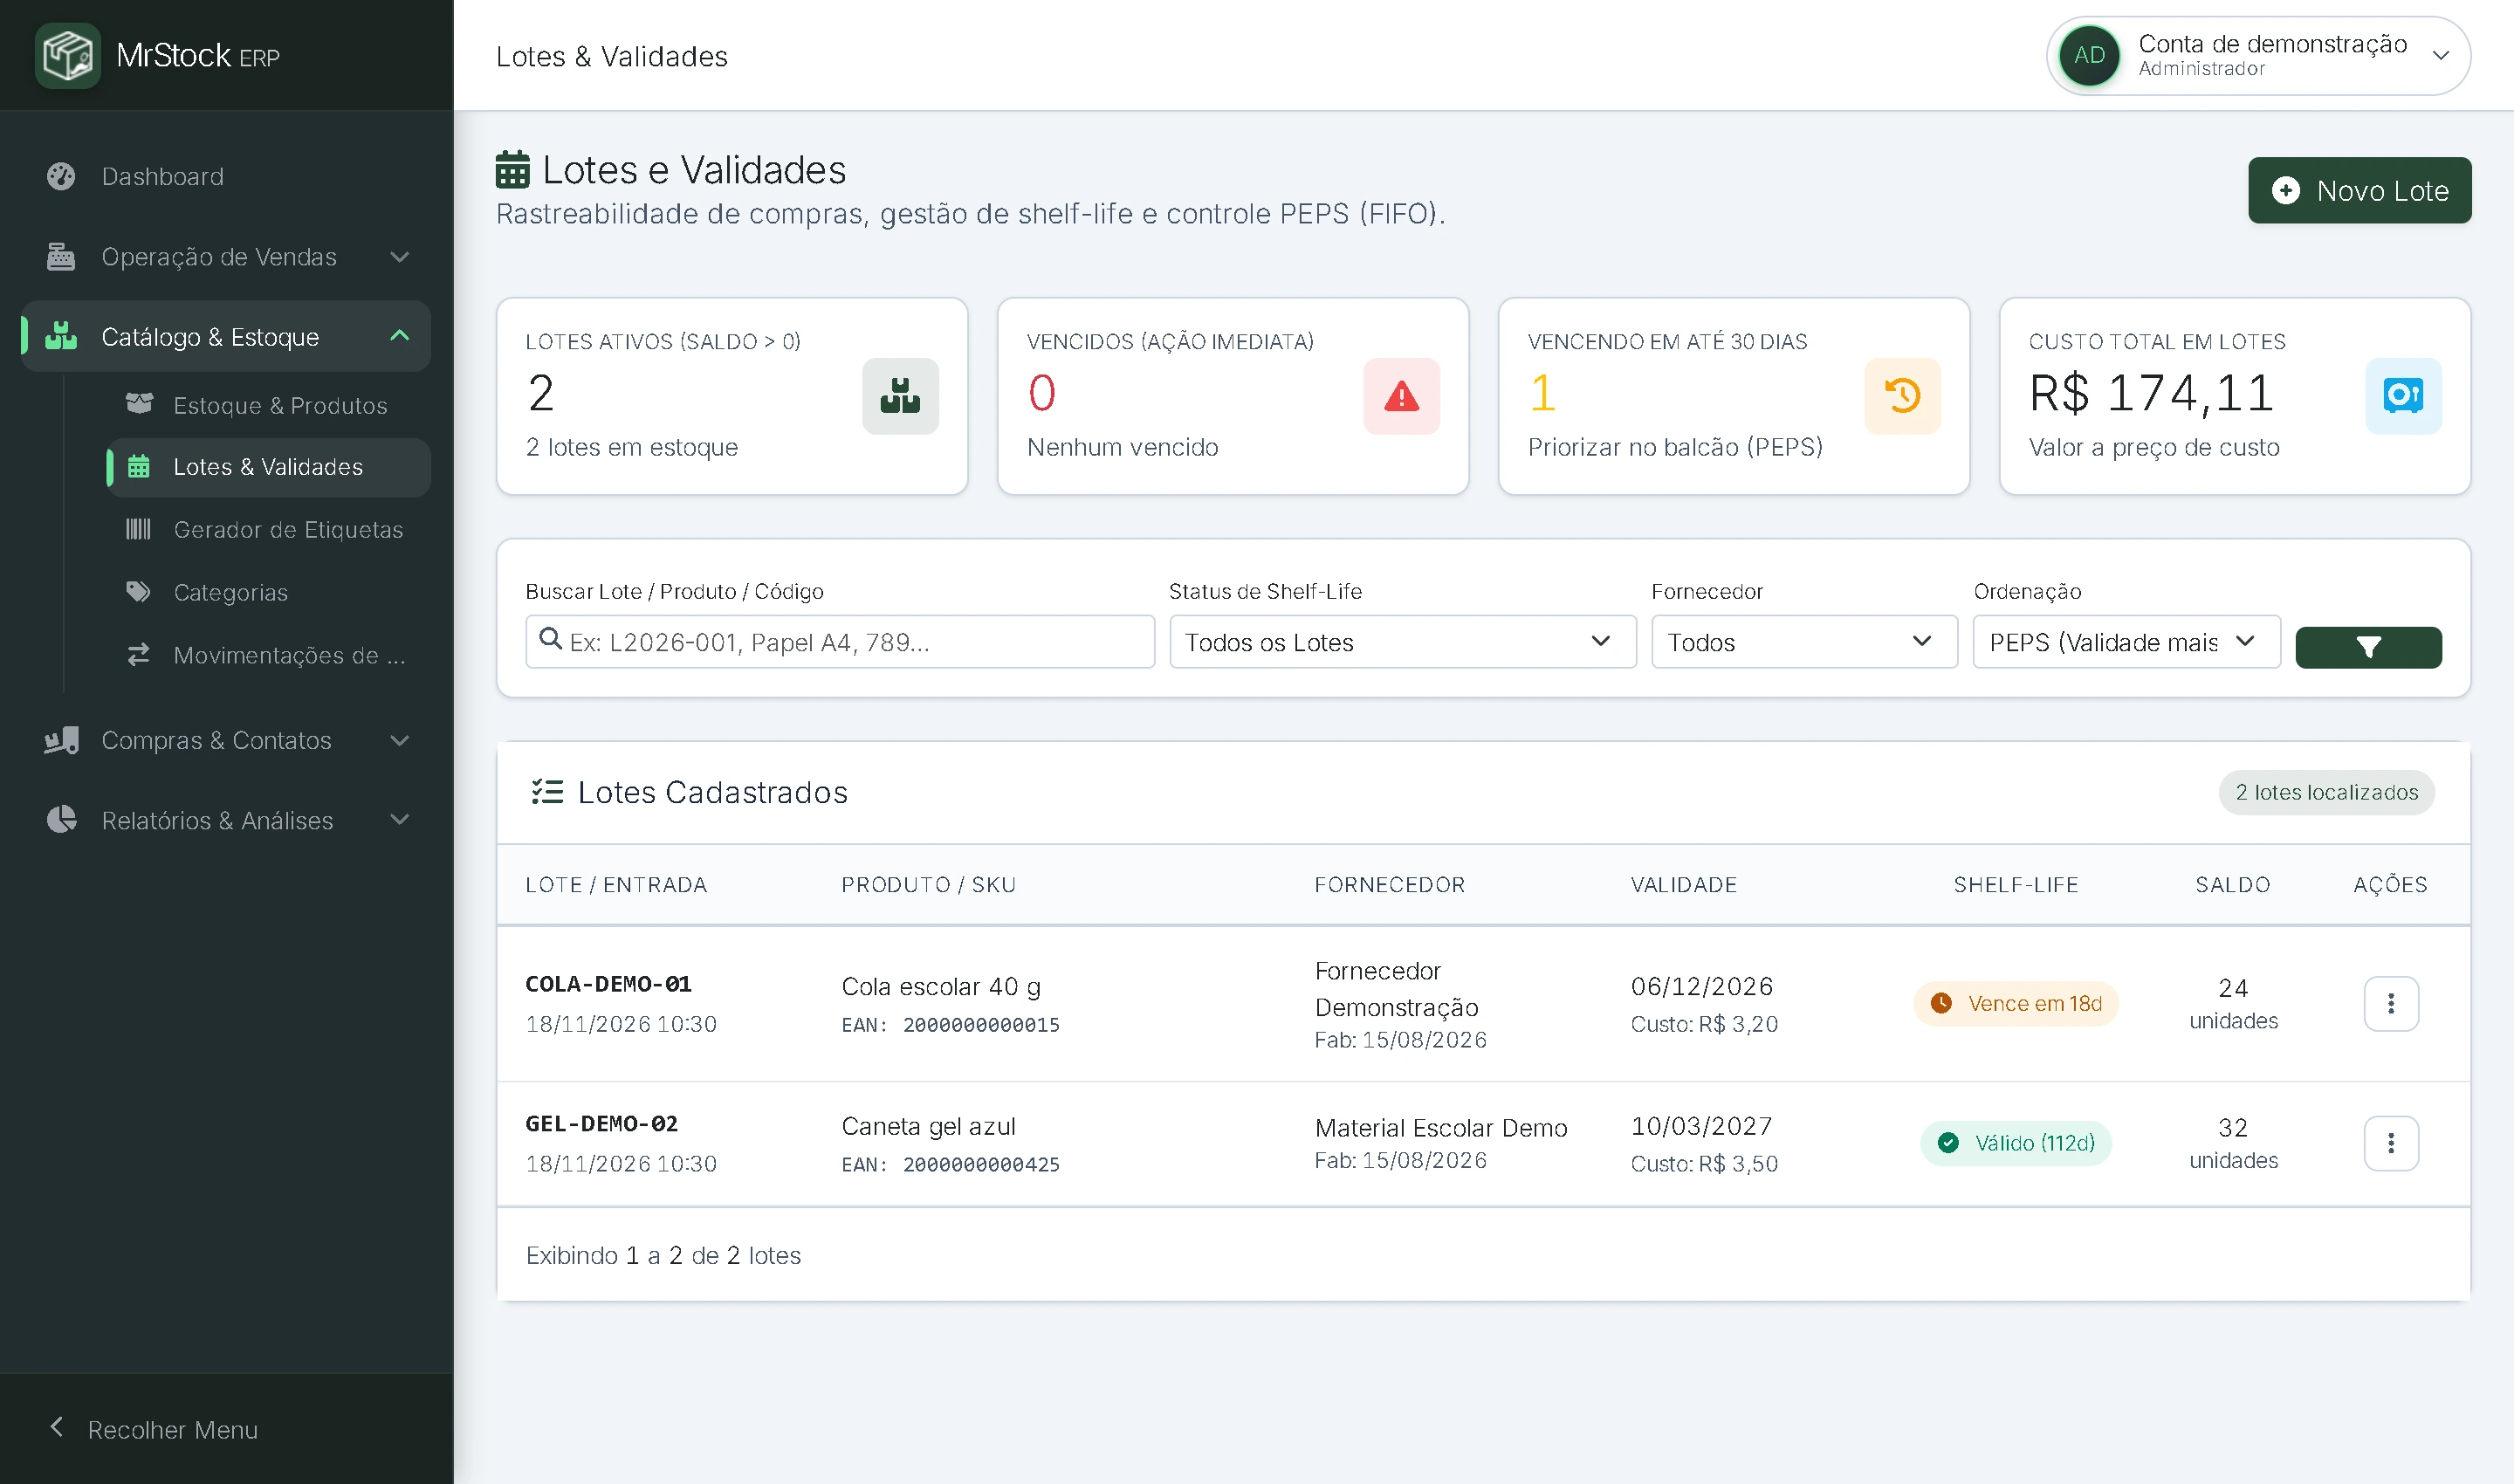 MrStock ERP
Lotes & Validades
AD
Conta de demonstração
Administrador
Dashboard
Operação de Vendas
Catálogo & Estoque
Estoque & Produtos
Lotes & Validades
Gerador de Etiquetas
Categorias
Movimentações de ...
Compras & Contatos
Relatórios & Análises
Recolher Menu
Lotes e Validades
Rastreabilidade de compras, gestão de shelf-life e controle PEPS (FIFO).
Novo Lote
LOTES ATIVOS (SALDO > 0)
2
2 lotes em estoque
VENCIDOS (AÇÃO IMEDIATA)
0
Nenhum vencido
VENCENDO EM ATÉ 30 DIAS
1
Priorizar no balcão (PEPS)
CUSTO TOTAL EM LOTES
R$ 174,11
Valor a preço de custo
Buscar Lote / Produto / Código
Ex: L2026-001, Papel A4, 789...
Status de Shelf-Life
Todos os Lotes
Fornecedor
Todos
Ordenação
PEPS (Validade mais
Lotes Cadastrados
2 lotes localizados
LOTE / ENTRADA PRODUTO / SKU FORNECEDOR VALIDADE SHELF-LIFE SALDO AÇÕES
COLA-DEMO-01
18/11/2026 10:30
Cola escolar 40 g
EAN: 2000000000015
Fornecedor
Demonstração
Fab: 15/08/2026
06/12/2026
Custo: R$ 3,20
Vence em 18d
24
unidades
GEL-DEMO-02
18/11/2026 10:30
Caneta gel azul
EAN: 2000000000425
Material Escolar Demo
Fab: 15/08/2026
10/03/2027
Custo: R$ 3,50
Válido (112d)
32
unidades
Exibindo 1 a 2 de 2 lotes